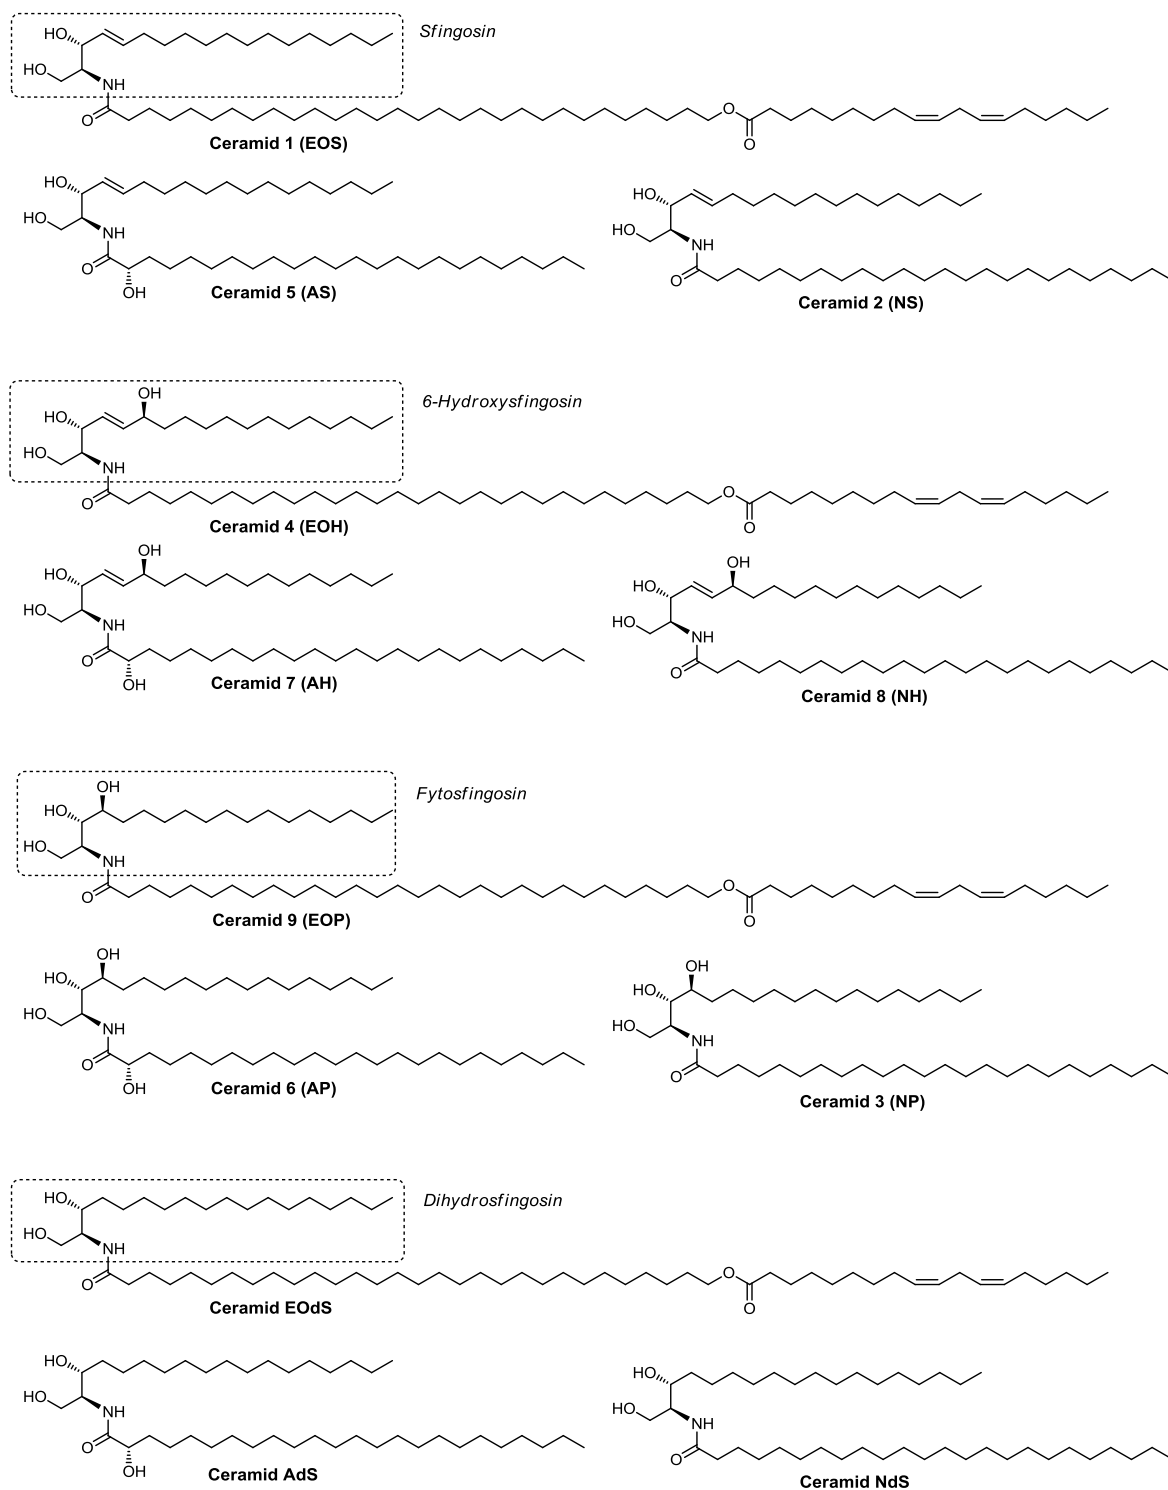 Sfingosin
HO
HO
NH
O
O
O
Ceramid 1 (EOS)
HO
HO
NH
O
OH
Ceramid 5 (AS)
HO
HO
NH
O
Ceramid 2 (NS)
OH
HO
6-Hydroxysfingosin
HO
NH
O
O
O
Ceramid 4 (EOH)
OH
HO
HO
NH
O
OH
Ceramid 7 (AH)
OH
HO
HO
NH
O
Ceramid 8 (NH)
OH
Fytosfingosin
HO
HO
NH
O
O
O
Ceramid 9 (EOP)
OH
HO
HO
NH
O
OH
Ceramid 6 (AP)
OH
HO
HO
NH
O
Ceramid 3 (NP)
HO
Dihydrosfingosin
HO
NH
O
O
O
Ceramid EOdS
HO
HO
NH
O
OH
Ceramid AdS
HO
HO
NH
O
Ceramid NdS